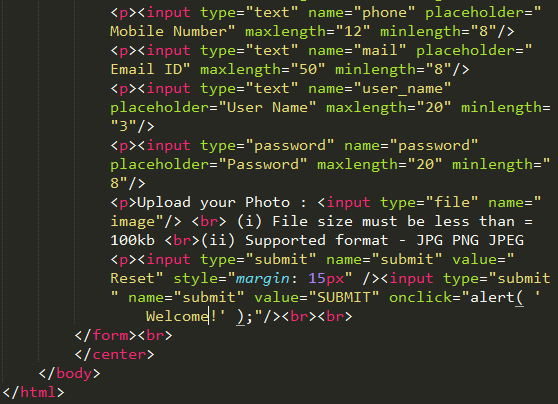 <p><input type="text" name="phone" placeholder="
Mobile Number" maxlength="12" minlength="8"/>
<p><input type="text" name="mail" placeholder="
Email ID" maxlength="50" minlength="8"/>
<p><input type="text" name="user_name"
placeholder="User Name" maxlength="20" minlength=
"3"/>
<p><input type="password" name="password"
placeholder="Password" maxlength="20" minlength="
8"/>
<p>Upload your Photo : <input type="file" name="
image"/> <br> (i) File size must be less than =
100kb <br>(ii) Supported format - JPG PNG JPEG
<p><input type="submit" name="submit" value="
Reset" style="margin: 15px" /><input type="submit
" name="submit" value="SUBMIT" onclick="alert( '
Welcome!' );"/><br><br>
</form><br>
</center>
</body>
</html>